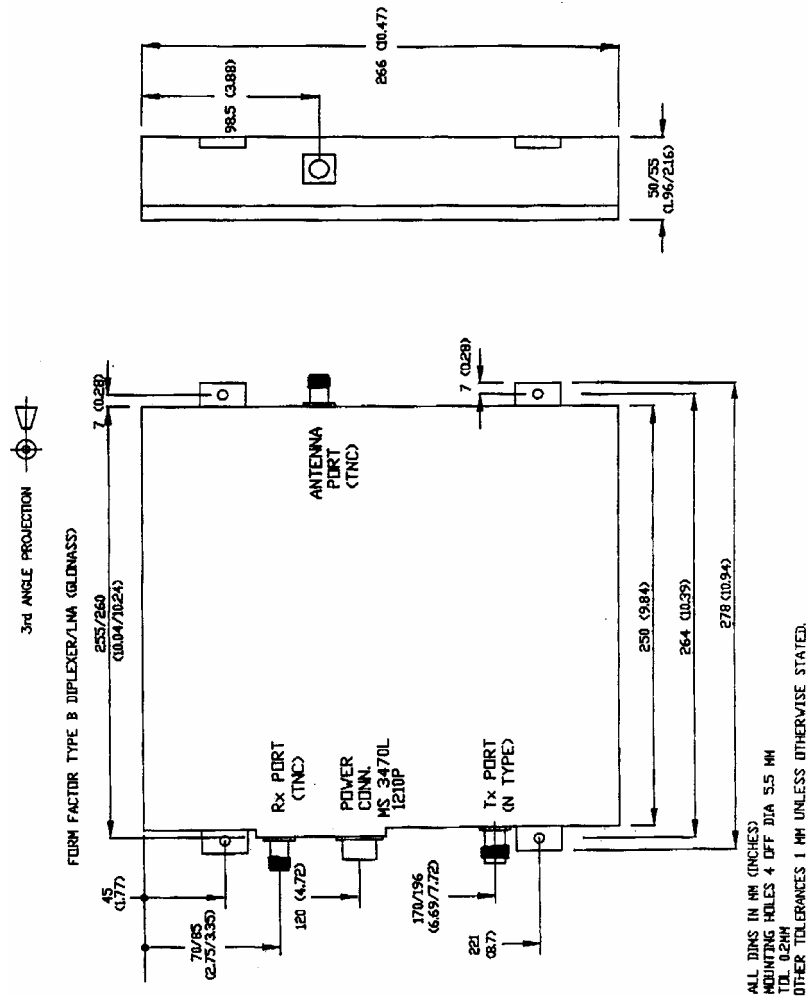 3rd ANGLE PROJECTION
FORM FACTOR TYPE B DIPLEXER/LNA (GLONASS)
255/260
(10.04/10.24)
7 (0.28)
98.5 (3.88)
266 (10.47)
50/55
(1.96/2.16)
ANTENNA
PORT
(TNC)
7 (0.28)
Rx PORT
(TNC)
POWER
CONN.
MS 3470L
1210P
Tx PORT
(N TYPE)
45
(1.77)
70/85
(2.75/3.35)
120 (4.72)
170/196
(6.69/7.72)
221
(8.7)
250 (9.84)
264 (10.39)
278 (10.94)
ALL DIMS IN MM (INCHES)
MOUNTING HOLES 4 OFF DIA 5.5 MM
TOL 0.2MM
OTHER TOLERANCES 1 MM UNLESS OTHERWISE STATED.